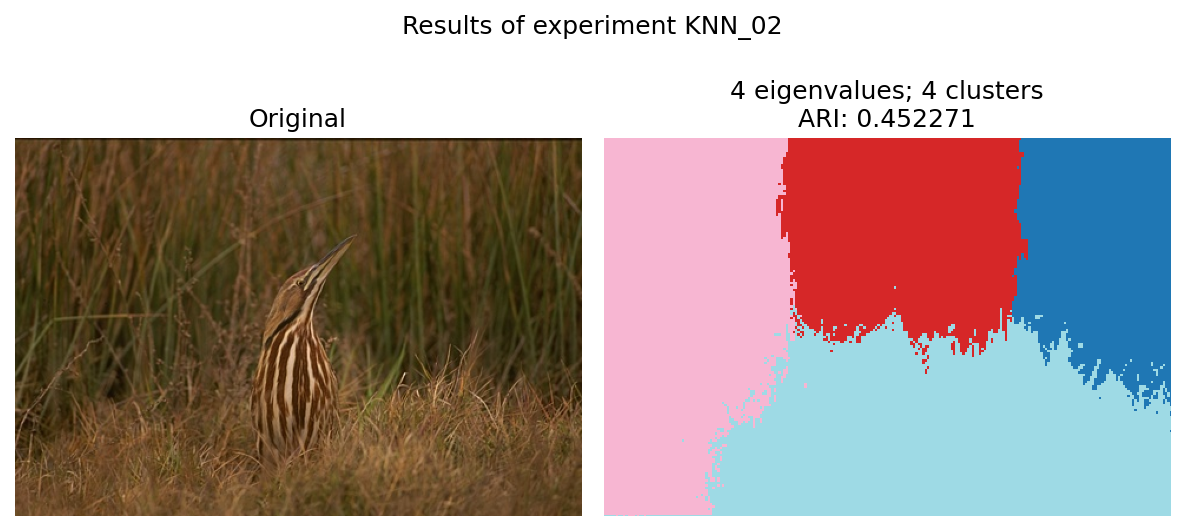 Results of experiment KNN_02
Original
4 eigenvalues; 4 clusters
ARI: 0.452271